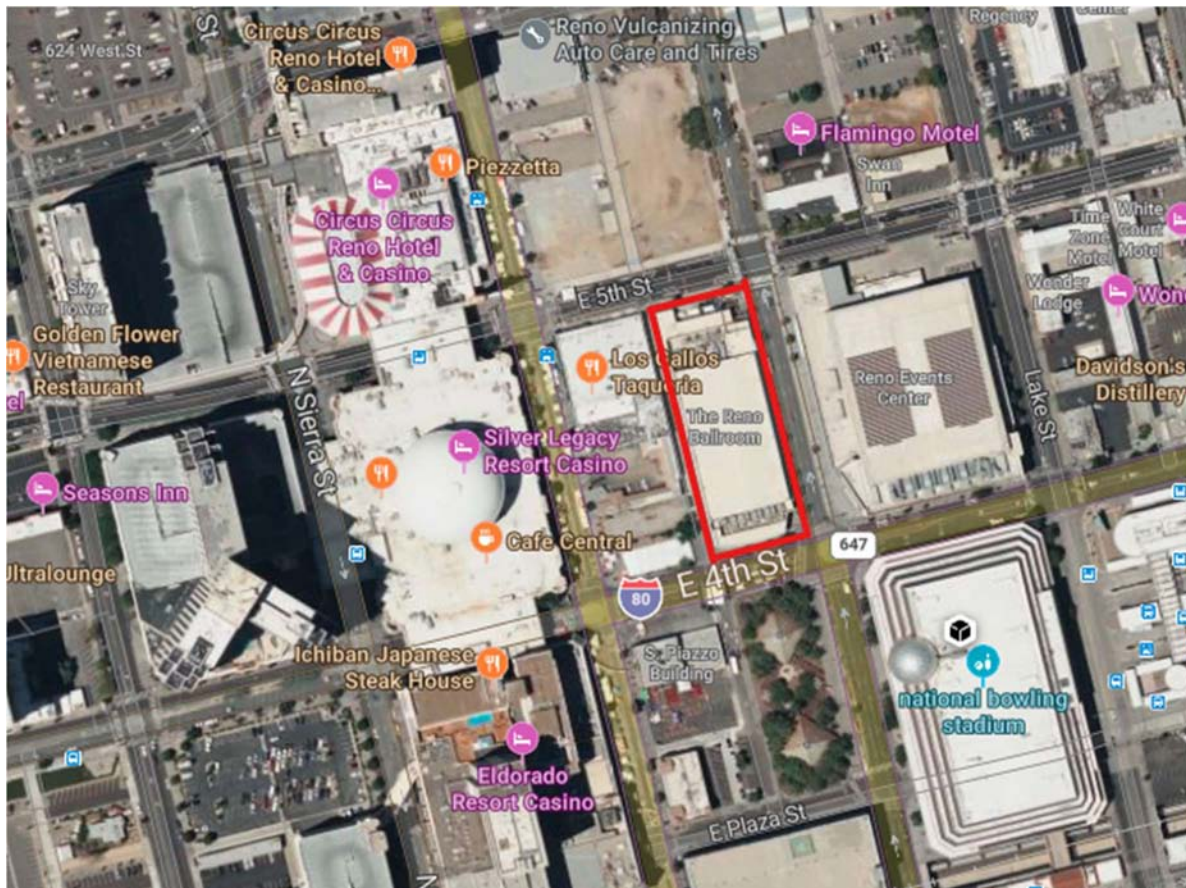 624 West St
St
Circus Circus
Reno Hotel
& Casino...
Reno Vulcanizing
Auto Care and Tires
Regency
Center
Piezzetta
Flamingo Motel
Swan
Inn
Circus Circus
Reno Hotel
& Casino
Time
Zone
Motel
White
Court
Motel
Sky
Tower
E 5th St
Wonder
Lodge
Won
Golden Flower
Vietnamese
Restaurant
Los Gallos
Taqueria
Reno Events
Center
Davidson's
Distillery
el
N Sierra St
The Reno
Ballroom
Lake St
Silver Legacy
Resort Casino
Seasons Inn
Cafe Central
647
Ultralounge
E 4th St
80
Ichiban Japanese
Steak House
S. Piazzo
Building
national bowling
stadium
Eldorado
Resort Casino
E Plaza St
N